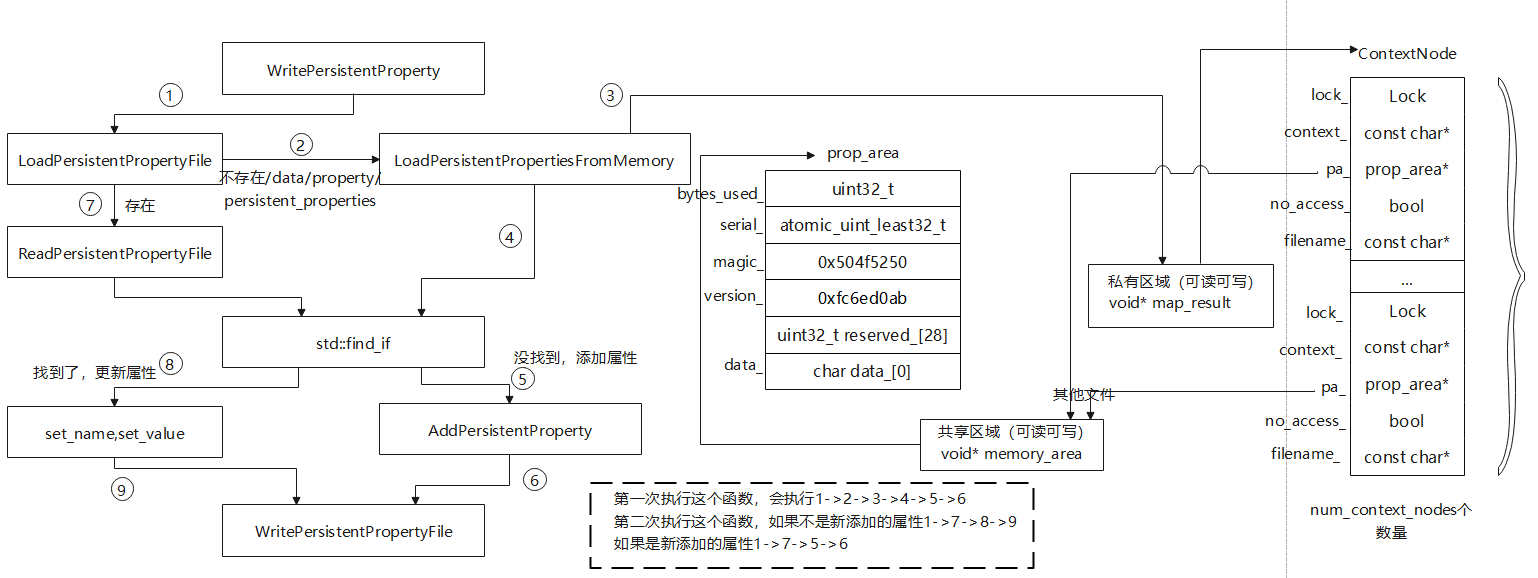 WritePersistentProperty
①
LoadPersistentPropertyFile
②
不存在/data/property/
persistent_properties
LoadPersistentPropertiesFromMemory
③
⑦
存在
ReadPersistentPropertyFile
④
std::find_if
找到了，更新属性
⑧
没找到，添加属性
⑤
set_name,set_value
AddPersistentProperty
⑨
⑥
WritePersistentPropertyFile
prop_area
bytes_used_
uint32_t
serial_
atomic_uint_least32_t
magic_
0x504f5250
version_
0xfc6ed0ab
uint32_t reserved_[28]
data_
char data_[0]
私有区域（可读可写）
void* map_result
其他文件
共享区域（可读可写）
void* memory_area
第一次执行这个函数，会执行1->2->3->4->5->6
第二次执行这个函数，如果不是新添加的属性1->7->8->9
如果是新添加的属性1->7->5->6
ContextNode
lock_
Lock
context_
const char*
pa_
prop_area*
no_access_
bool
filename_
const char*
...
lock_
Lock
context_
const char*
pa_
prop_area*
no_access_
bool
filename_
const char*
num_context_nodes个
数量